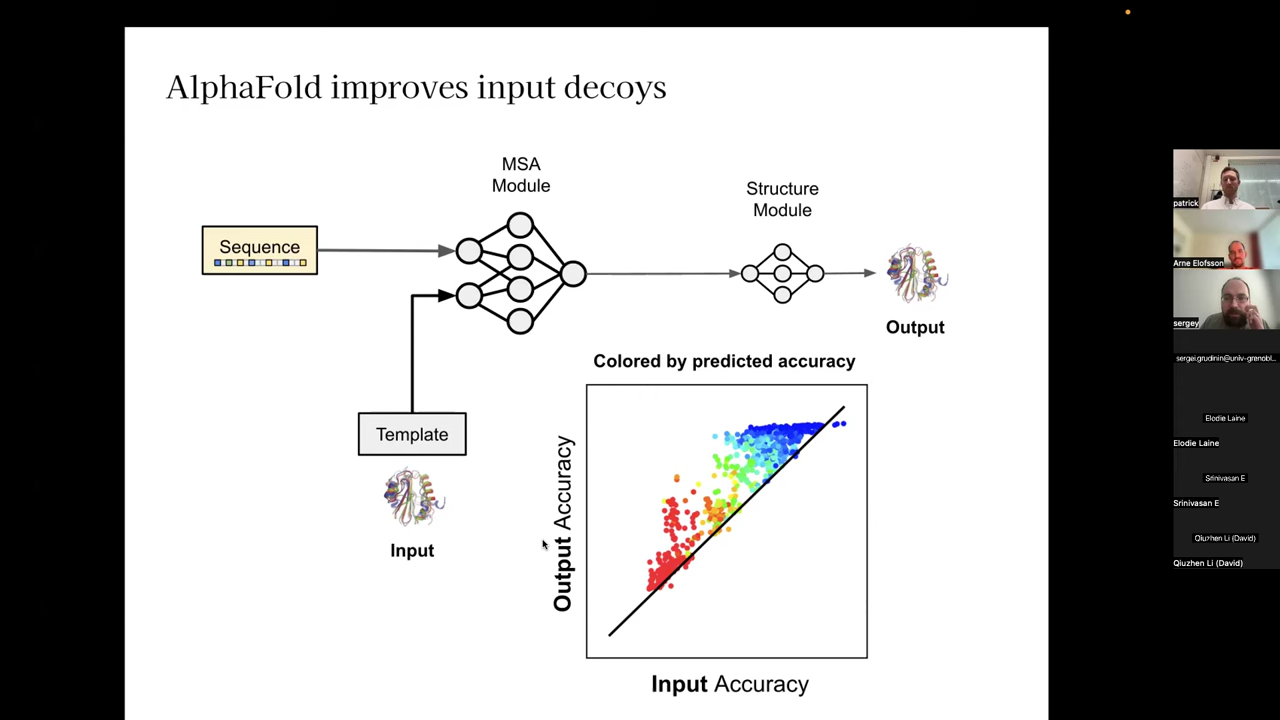 AlphaFold improves input decoys
MSA
Module
Structure
Module
Sequence
Output
Colored by predicted accuracy
Template
Input
Output Accuracy
Input Accuracy
patrick
Arne Elofsson
sergey
sergei.grudinin@univ-grenobl...
Elodie Laine
Elodie Laine
Srinivasan E
Srinivasan E
Qiuzhen Li (David)
Qiuzhen Li (David)